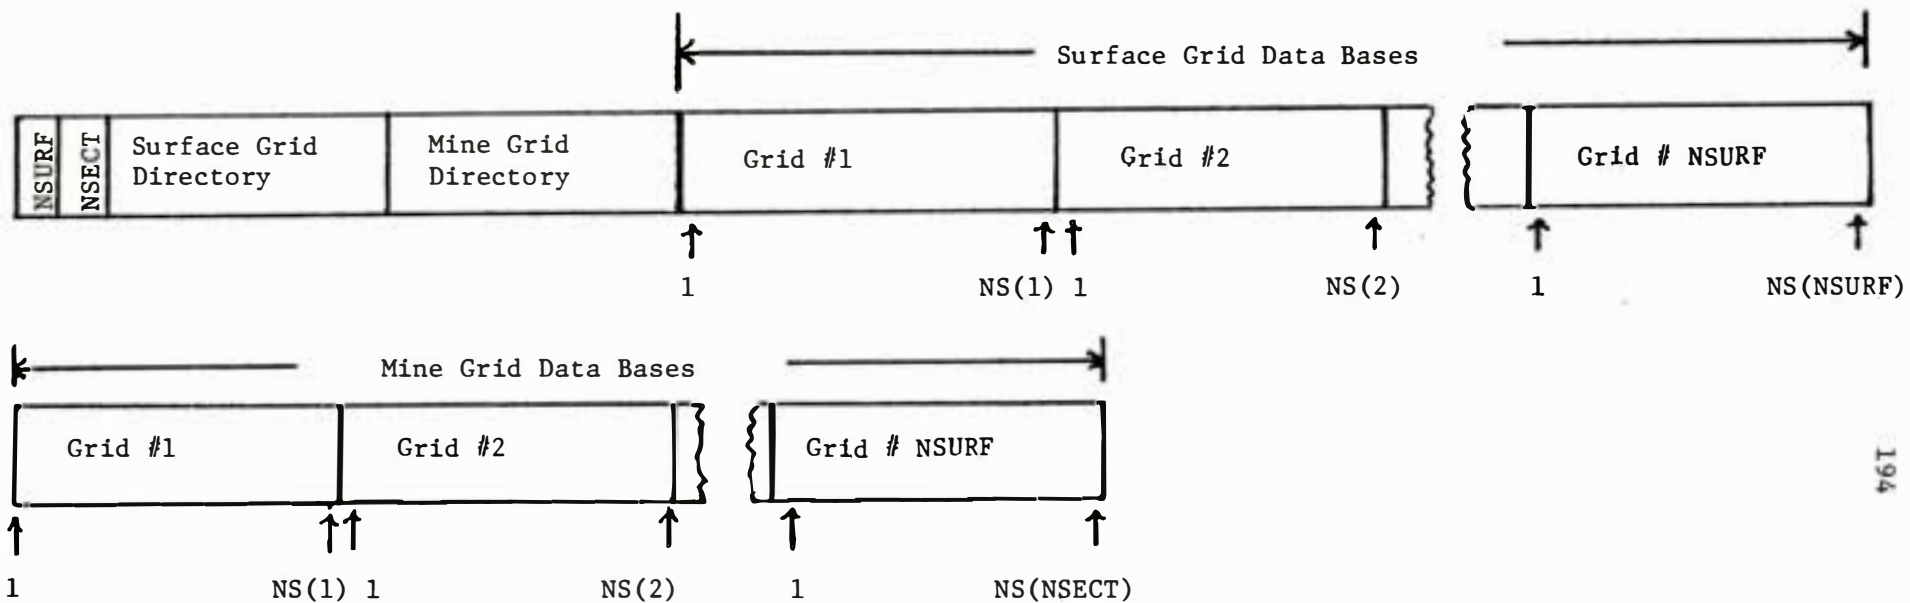 Surface Grid Data Bases
NSURF
NSECT
Surface Grid
Directory
Mine Grid
Directory
Grid #1
Grid #2
Grid # NSURF
1
NS(1) 1
NS(2)
1
NS(NSURF)
Mine Grid Data Bases
Grid #1
Grid #2
Grid # NSURF
1
NS(1) 1
NS(2)
1
NS(NSECT)
194